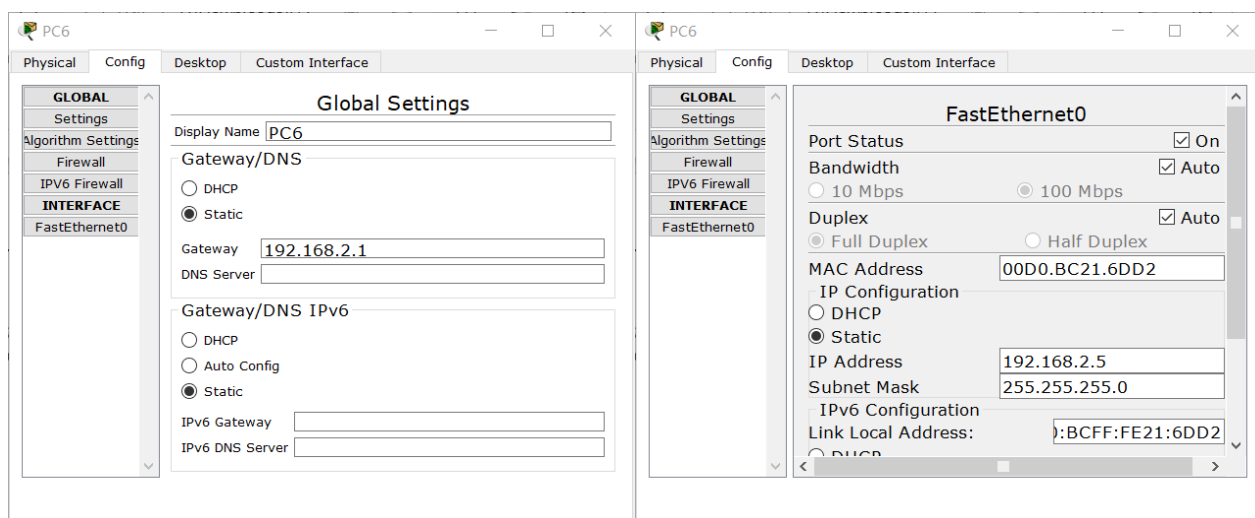 PC6
Physical Config Desktop Custom Interface
GLOBAL
Settings
Algorithm Settings
Firewall
IPV6 Firewall
INTERFACE
FastEthernet0
Global Settings
Display Name PC6
Gateway/DNS
DHCP
Static
Gateway 192.168.2.1
DNS Server
Gateway/DNS IPv6
DHCP
Auto Config
Static
IPv6 Gateway
IPv6 DNS Server
PC6
Physical Config Desktop Custom Interface
GLOBAL
Settings
Algorithm Settings
Firewall
IPV6 Firewall
INTERFACE
FastEthernet0
FastEthernet0
Port Status On
Bandwidth Auto
10 Mbps 100 Mbps
Duplex Auto
Full Duplex Half Duplex
MAC Address 00D0.BC21.6DD2
IP Configuration
DHCP
Static
IP Address 192.168.2.5
Subnet Mask 255.255.255.0
IPv6 Configuration
Link Local Address: :BCFF:FE21:6DD2
DHCP